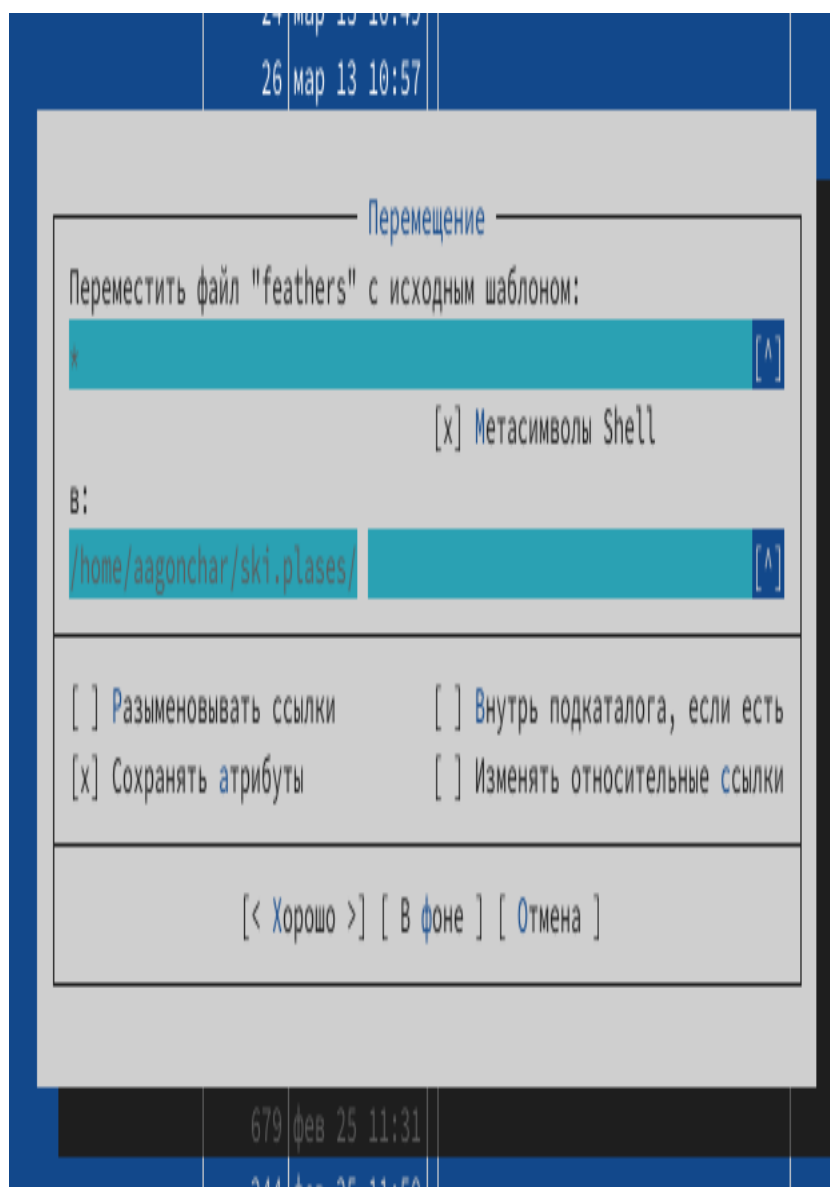 26 мар 13 10:57
Перемещение
Переместить файл "feathers" с исходным шаблоном:
* [^]
[x] Метасимволы Shell
в:
/home/aagonchar/ski.plases/ [^]
[ ] Разыменовывать ссылки [ ] Внутрь подкаталога, если есть
[x] Сохранять атрибуты [ ] Изменять относительные ссылки
[< Хорошо >] [ В фоне ] [ Отмена ]
679 фев 25 11:31